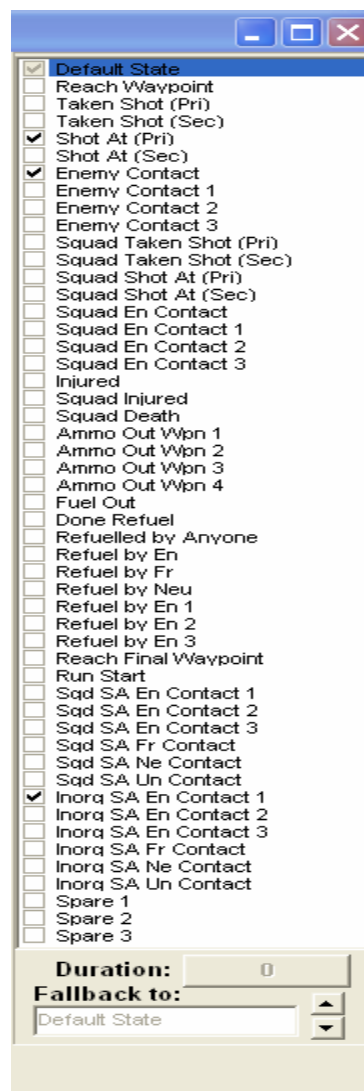 Default State
Reach Waypoint
Taken Shot (Pri)
Taken Shot (Sec)
Shot At (Pri)
Shot At (Sec)
Enemy Contact
Enemy Contact 1
Enemy Contact 2
Enemy Contact 3
Squad Taken Shot (Pri)
Squad Taken Shot (Sec)
Squad Shot At (Pri)
Squad Shot At (Sec)
Squad En Contact
Squad En Contact 1
Squad En Contact 2
Squad En Contact 3
Injured
Squad Injured
Squad Death
Ammo Out Wpn 1
Ammo Out Wpn 2
Ammo Out Wpn 3
Ammo Out Wpn 4
Fuel Out
Done Refuel
Refuelled by Anyone
Refuel by En
Refuel by Fr
Refuel by Neu
Refuel by En 1
Refuel by En 2
Refuel by En 3
Reach Final Waypoint
Run Start
Sqd SA En Contact 1
Sqd SA En Contact 2
Sqd SA En Contact 3
Sqd SA Fr Contact
Sqd SA Ne Contact
Sqd SA Un Contact
Inorg SA En Contact 1
Inorg SA En Contact 2
Inorg SA En Contact 3
Inorg SA Fr Contact
Inorg SA Ne Contact
Inorg SA Un Contact
Spare 1
Spare 2
Spare 3
Duration: 0
Fallback to:
Default State